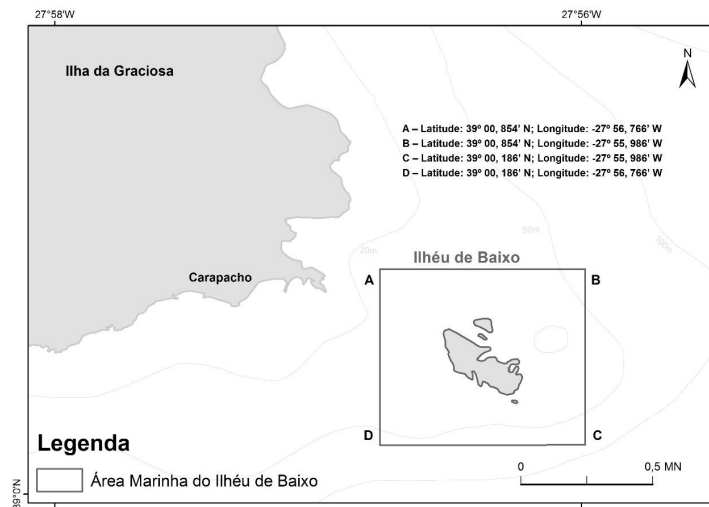 27°58'W
27°56'W
Ilha da Graciosa
N
A – Latitude: 39º 00, 854' N; Longitude: -27º 56, 766' W
B – Latitude: 39º 00, 854' N; Longitude: -27º 55, 986' W
C – Latitude: 39º 00, 186' N; Longitude: -27º 55, 986' W
D – Latitude: 39º 00, 186' N; Longitude: -27º 56, 766' W
20m
50m
100m
Ilhéu de Baixo
Carapacho
A
B
D
C
Legenda
Área Marinha do Ilhéu de Baixo
0
0,5 MN
39°0'N